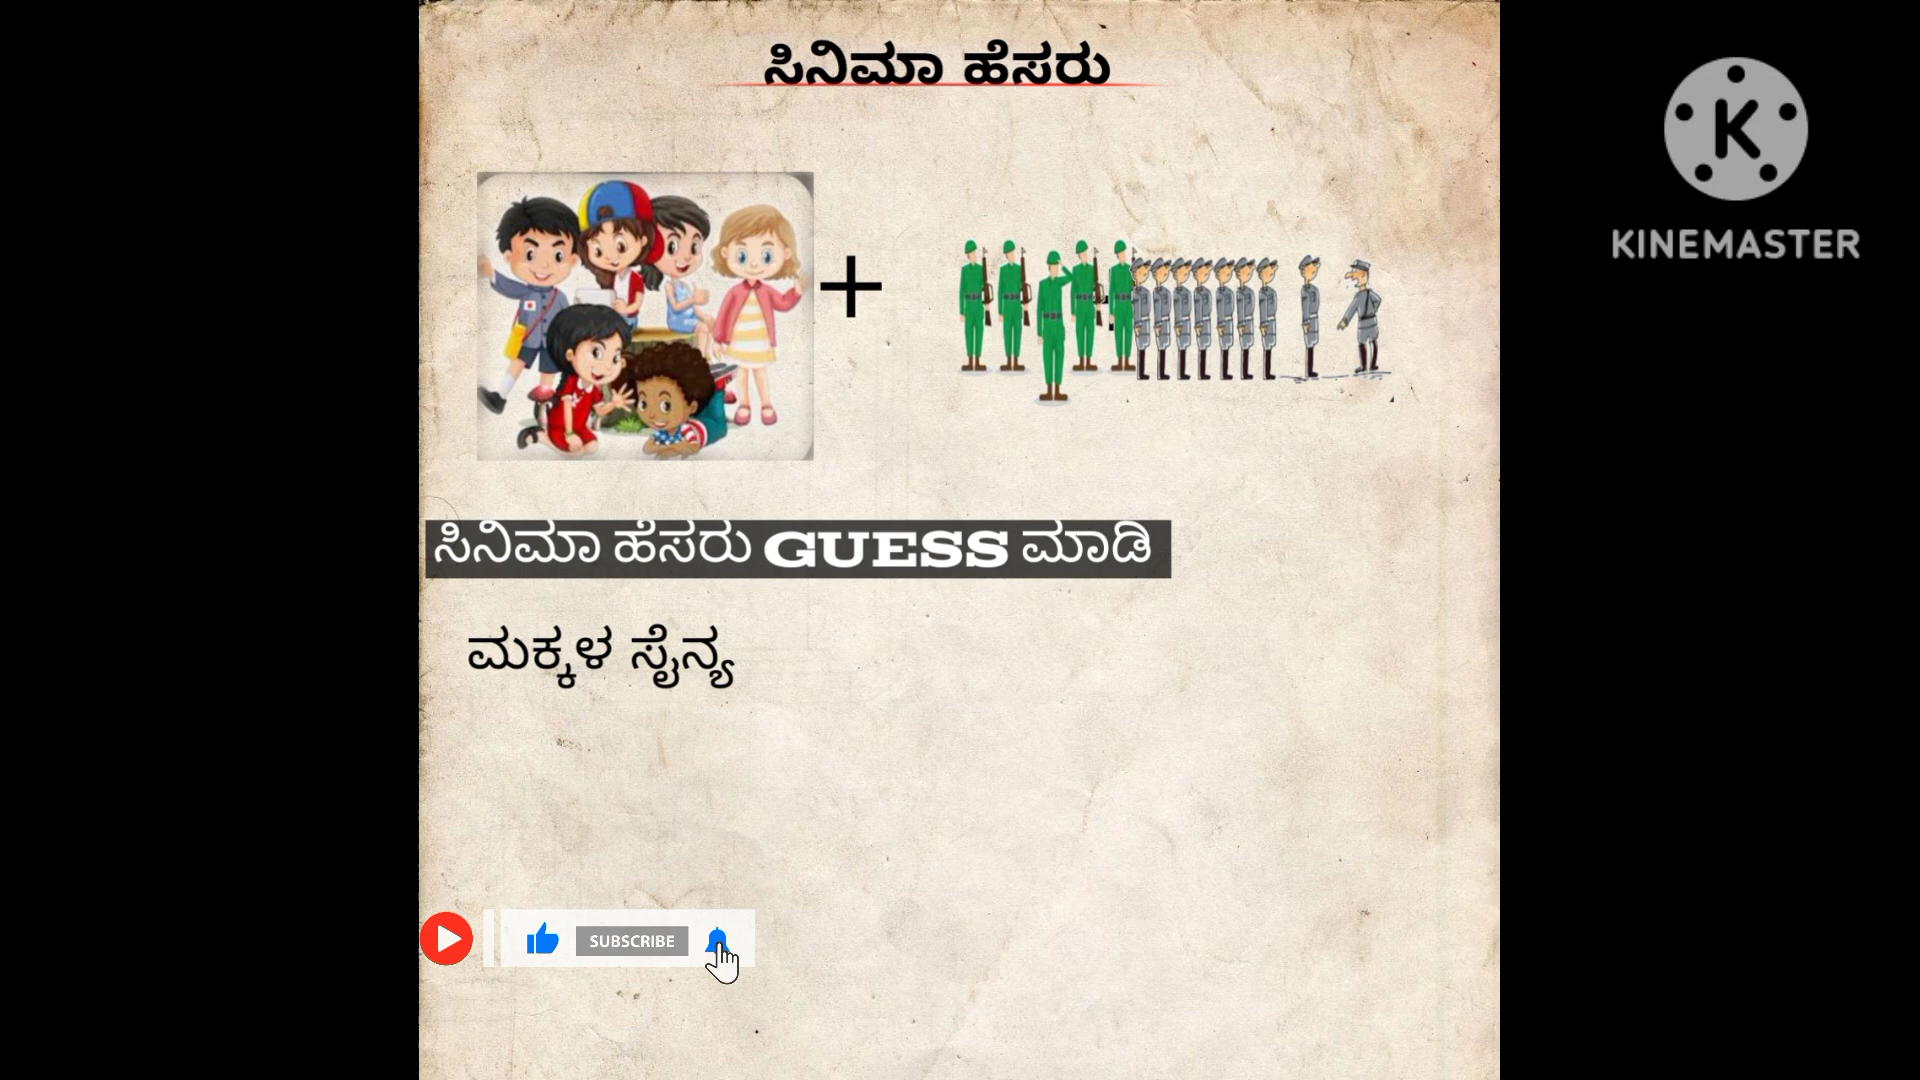 ಸಿನಿಮಾ ಹೆಸರು
K
KINEMASTER
+
ಸಿನಿಮಾ ಹೆಸರು GUESS ಮಾಡಿ
ಮಕ್ಕಳ ಸೈನ್ಯ
SUBSCRIBE